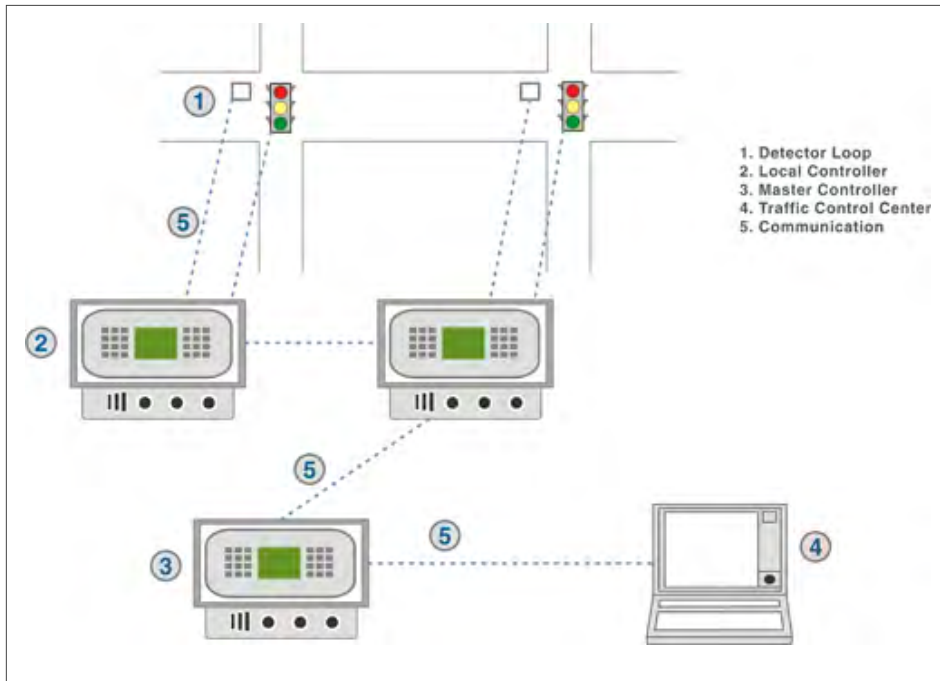 1
1. Detector Loop
2. Local Controller
3. Master Controller
4. Traffic Control Center
5. Communication
5
2
5
5
3
4